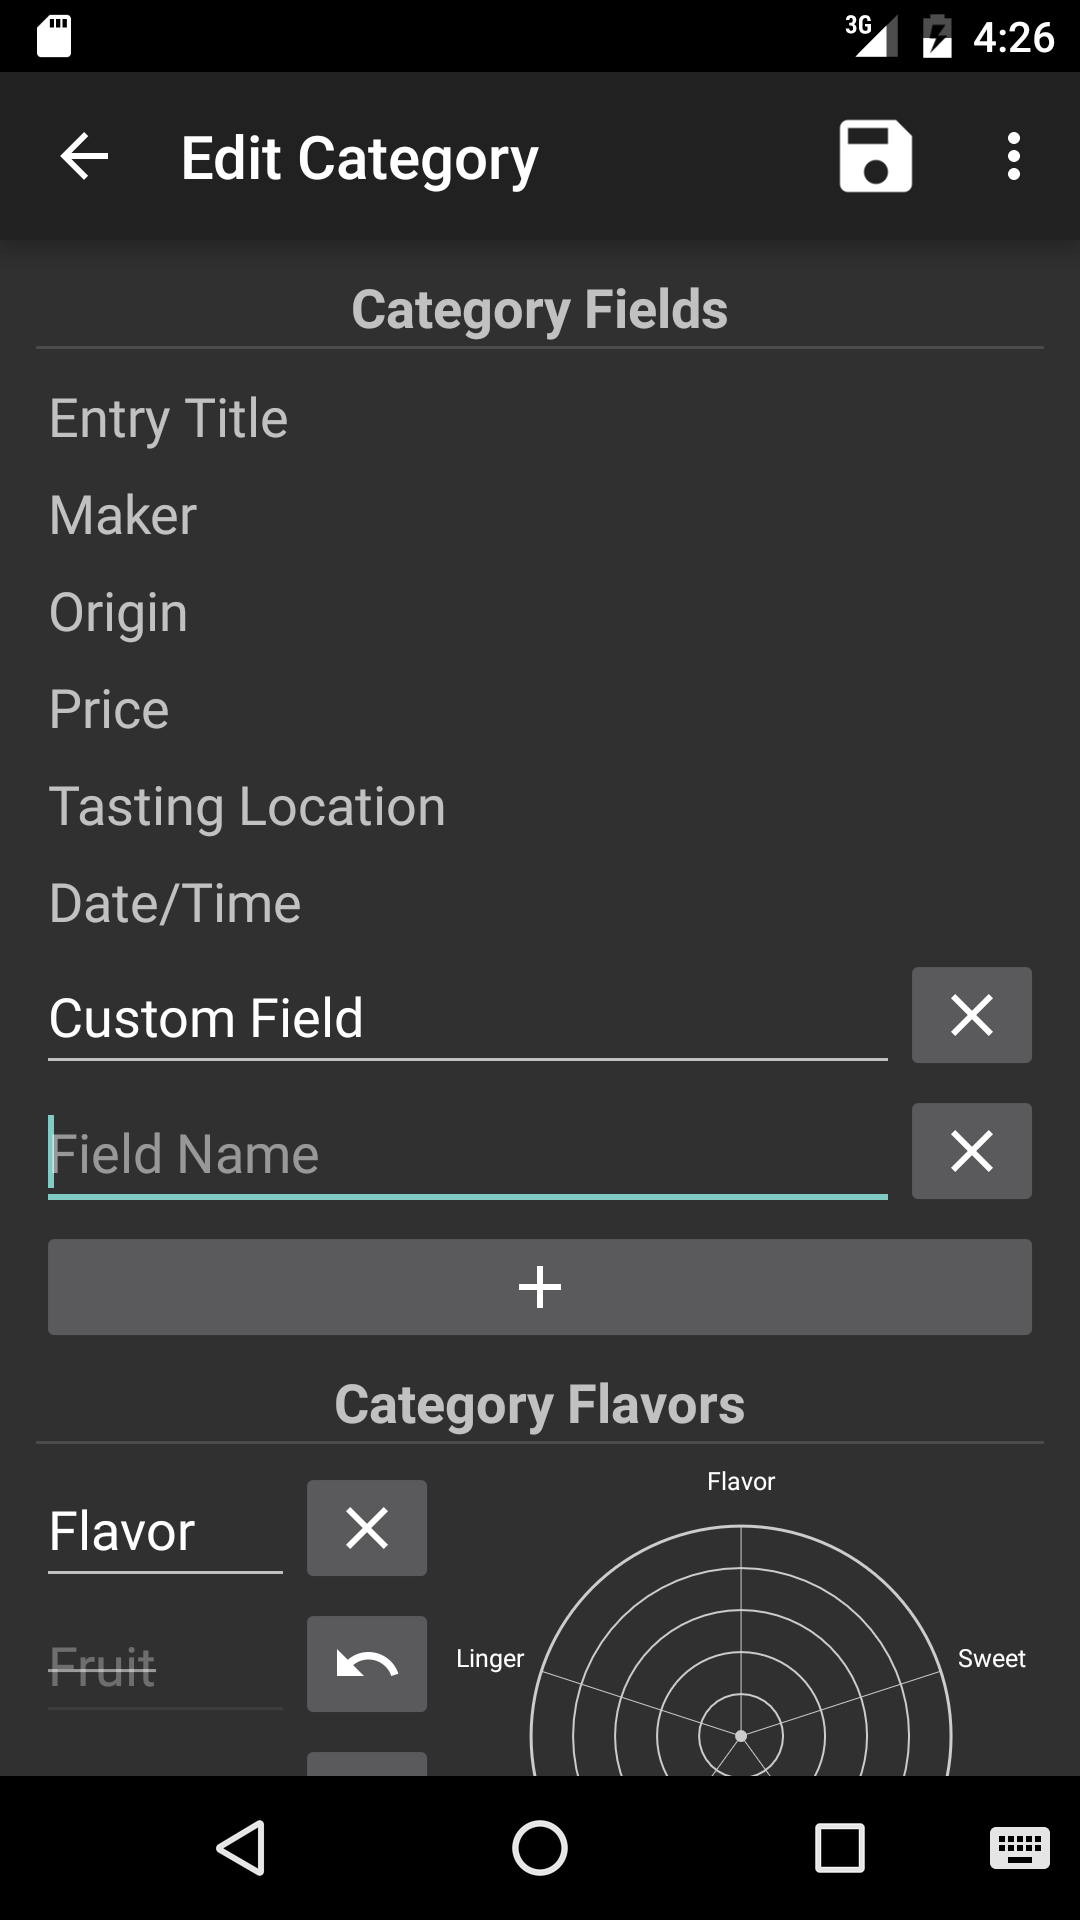 3G 4:26
Edit Category
Category Fields
Entry Title
Maker
Origin
Price
Tasting Location
Date/Time
Custom Field
Field Name
Category Flavors
Flavor
Flavor
Fruit
Linger
Sweet